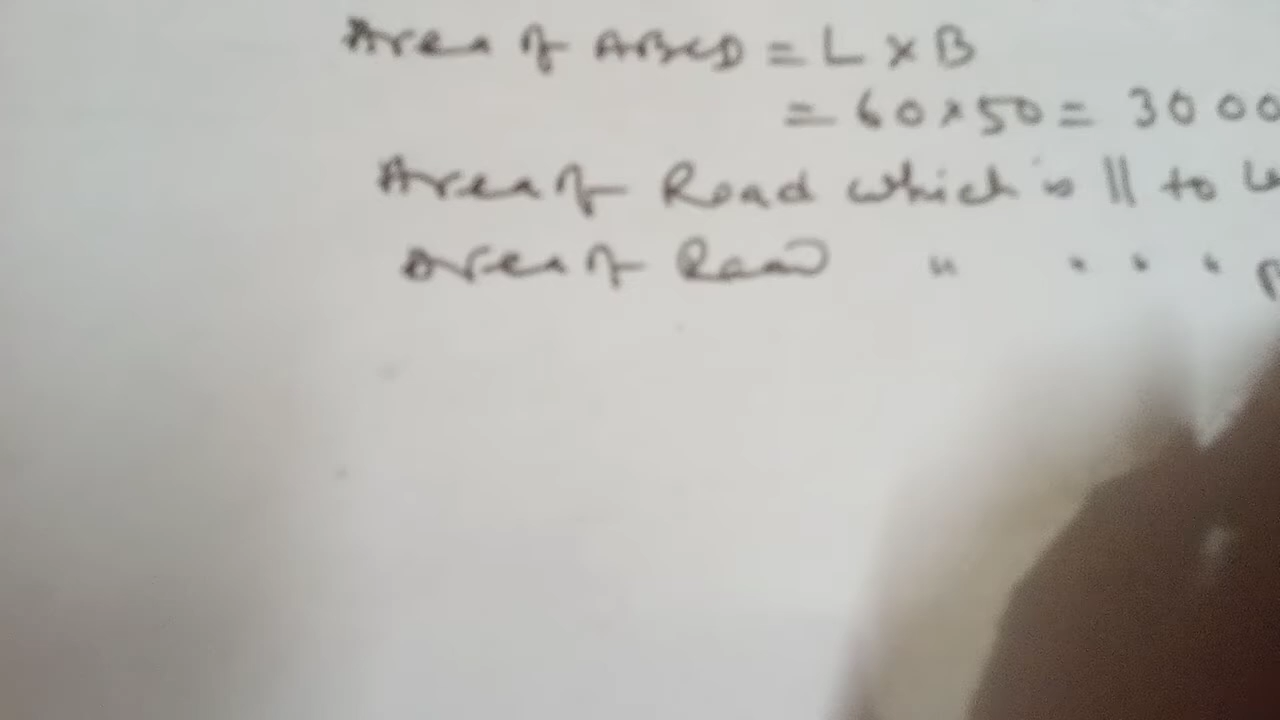 Area of ABCD = L × B
= 60 × 50 = 3000
Area of Road which is || to
Area of Road " " " "